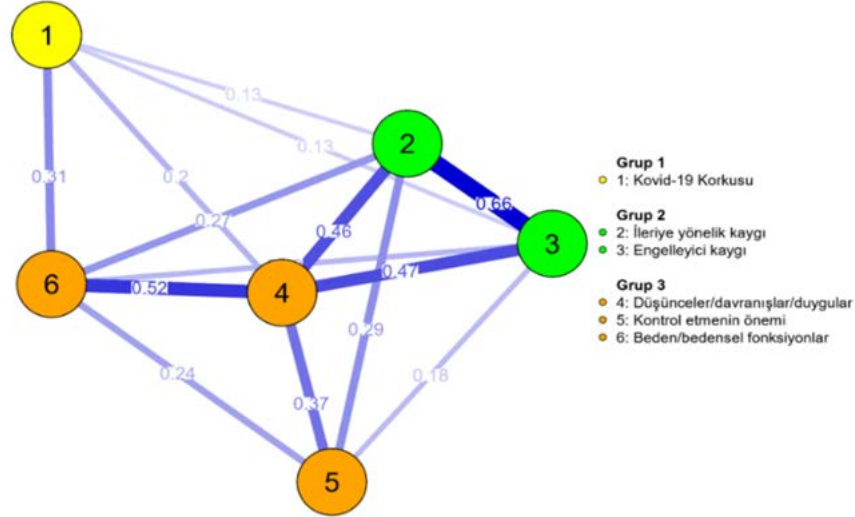 1
0.13
2
0.13
Grup 1
1: Kovid-19 Korkusu
0.31
0.2
0.66
Grup 2
2: İleriye yönelik kaygı
3: Engelleyici kaygı
0.27
0.46
3
0.47
6
0.52
4
Grup 3
4: Düşünceler/davranışlar/duygular
5: Kontrol etmenin önemi
6: Beden/bedensel fonksiyonlar
0.29
0.24
0.18
0.37
5